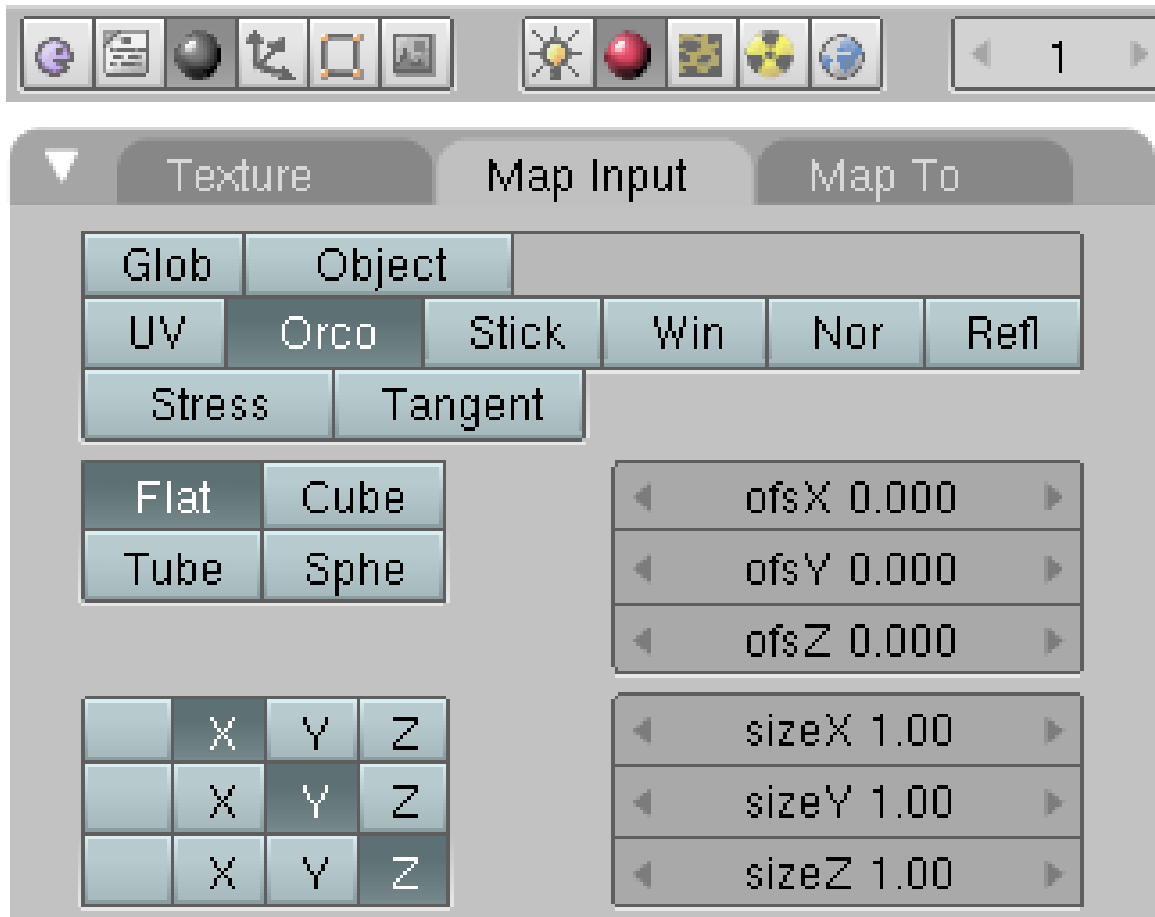 1
Texture Map Input Map To
Glob Object
UV Orco Stick Win Nor Refl
Stress Tangent
Flat Cube ofsX 0.000
Tube Sphe ofsY 0.000
ofsZ 0.000
X Y Z sizeX 1.00
X Y Z sizeY 1.00
X Y Z sizeZ 1.00